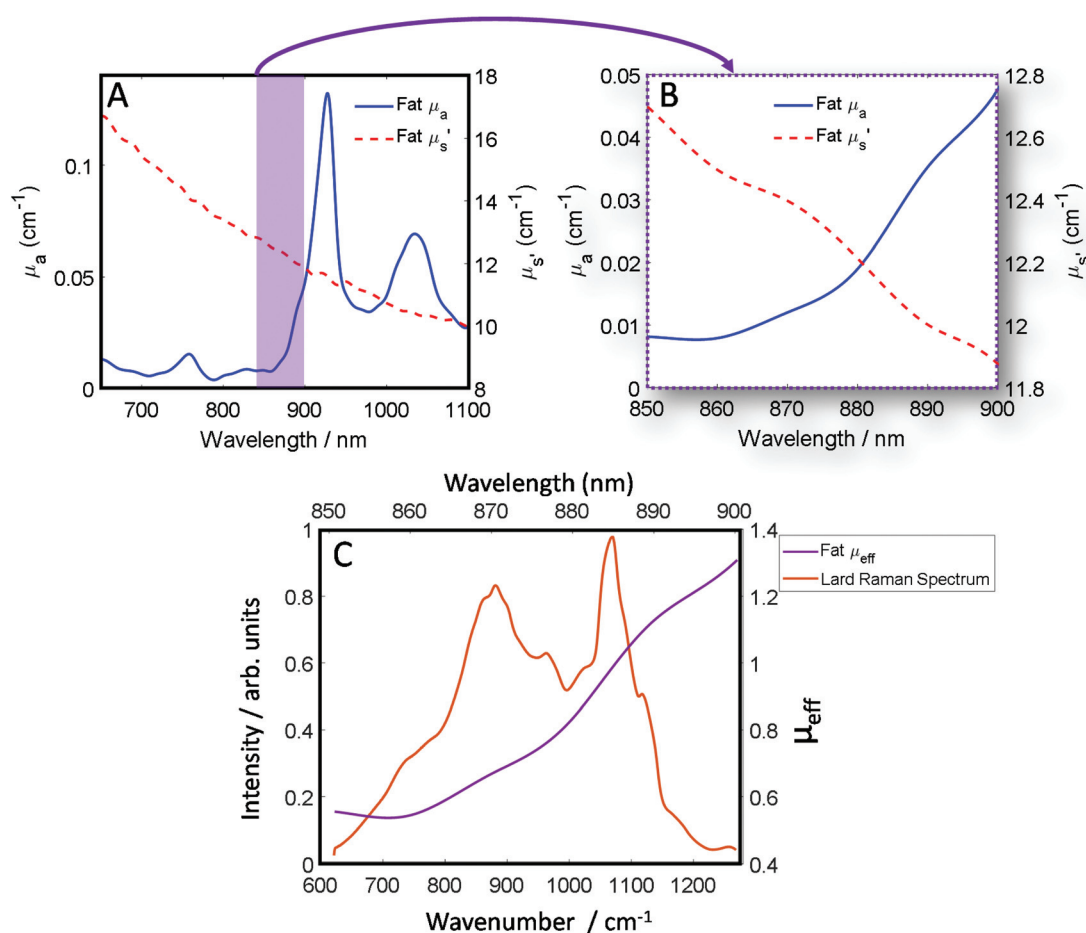 A
Fat μa
Fat μs'
μa (cm-1)
0.1
0.05
0
18
16
14
12
10
8
μs' (cm-1)
700 800 900 1000 1100
Wavelength / nm
B
Fat μa
Fat μs'
μa (cm-1)
0.05
0.04
0.03
0.02
0.01
0
12.8
12.6
12.4
12.2
12
11.8
μs' (cm-1)
850 860 870 880 890 900
Wavelength / nm
Wavelength (nm)
850 855 860 865 870 875 880 885 890 895 900
C
Intensity / arb. units
1
0.8
0.6
0.4
0.2
0
1.4
1.2
1
0.8
0.6
0.4
μeff
Fat μeff
Lard Raman Spectrum
600 700 800 900 1000 1100 1200
Wavenumber / cm-1